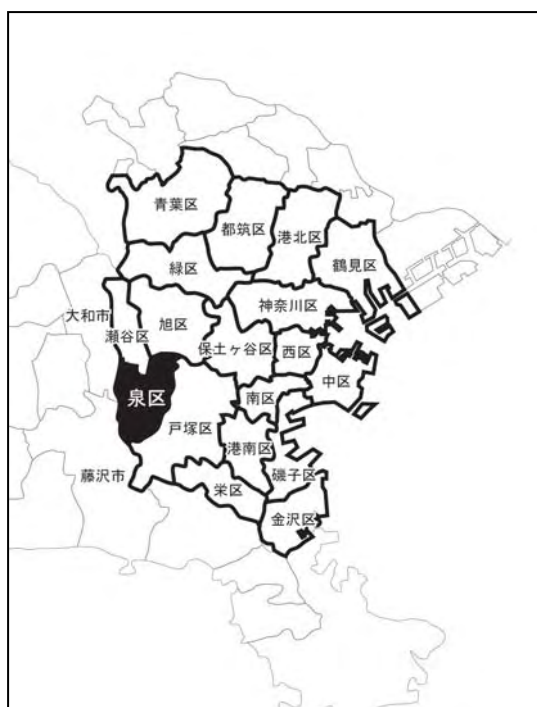 青葉区
都筑区
港北区
鶴見区
緑区
神奈川区
大和市
瀬谷区
旭区
保土ヶ谷区
西区
中区
泉区
南区
戸塚区
港南区
藤沢市
磯子区
栄区
金沢区